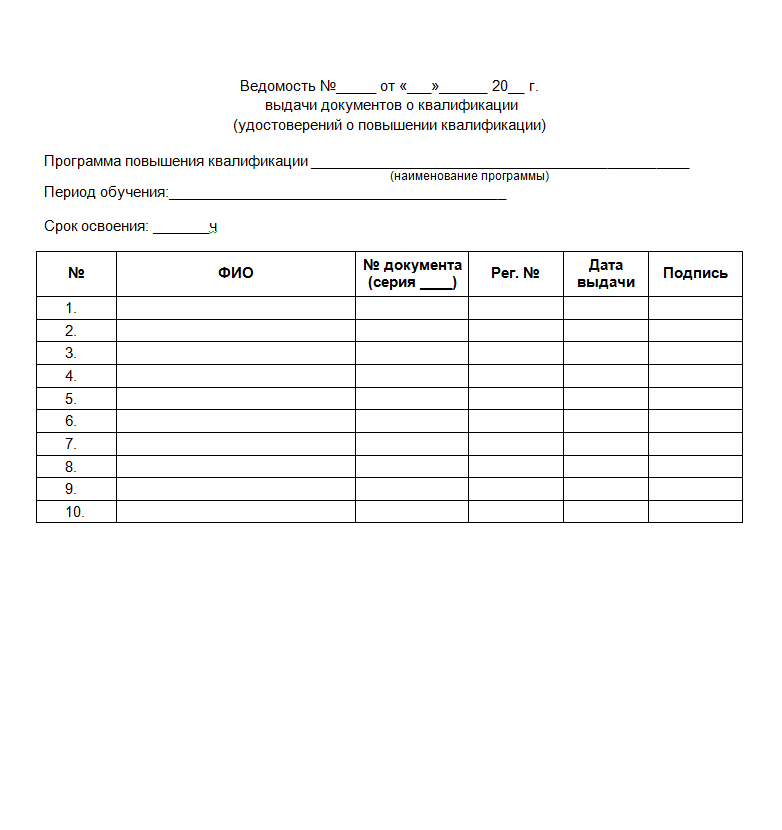 Ведомость №_____ от «___»______ 20__ г.
выдачи документов о квалификации
(удостоверений о повышении квалификации)
Программа повышения квалификации ______________________________________________
(наименование программы)
Период обучения:_________________________________________
Срок освоения: _______ч
№ ФИО № документа (серия ____) Рег. № Дата выдачи Подпись
1.
2.
3.
4.
5.
6.
7.
8.
9.
10.